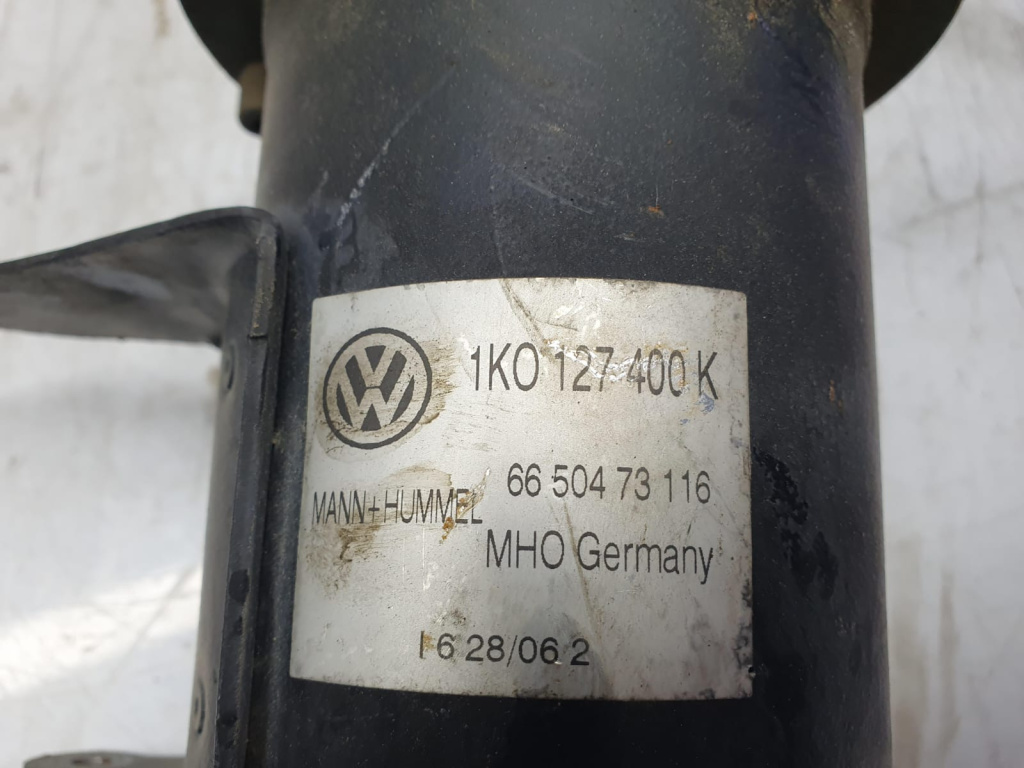 1K0 127 400 K
66 504 73 116
MANN+HUMMEL
MHO Germany
I 6 28/06 2